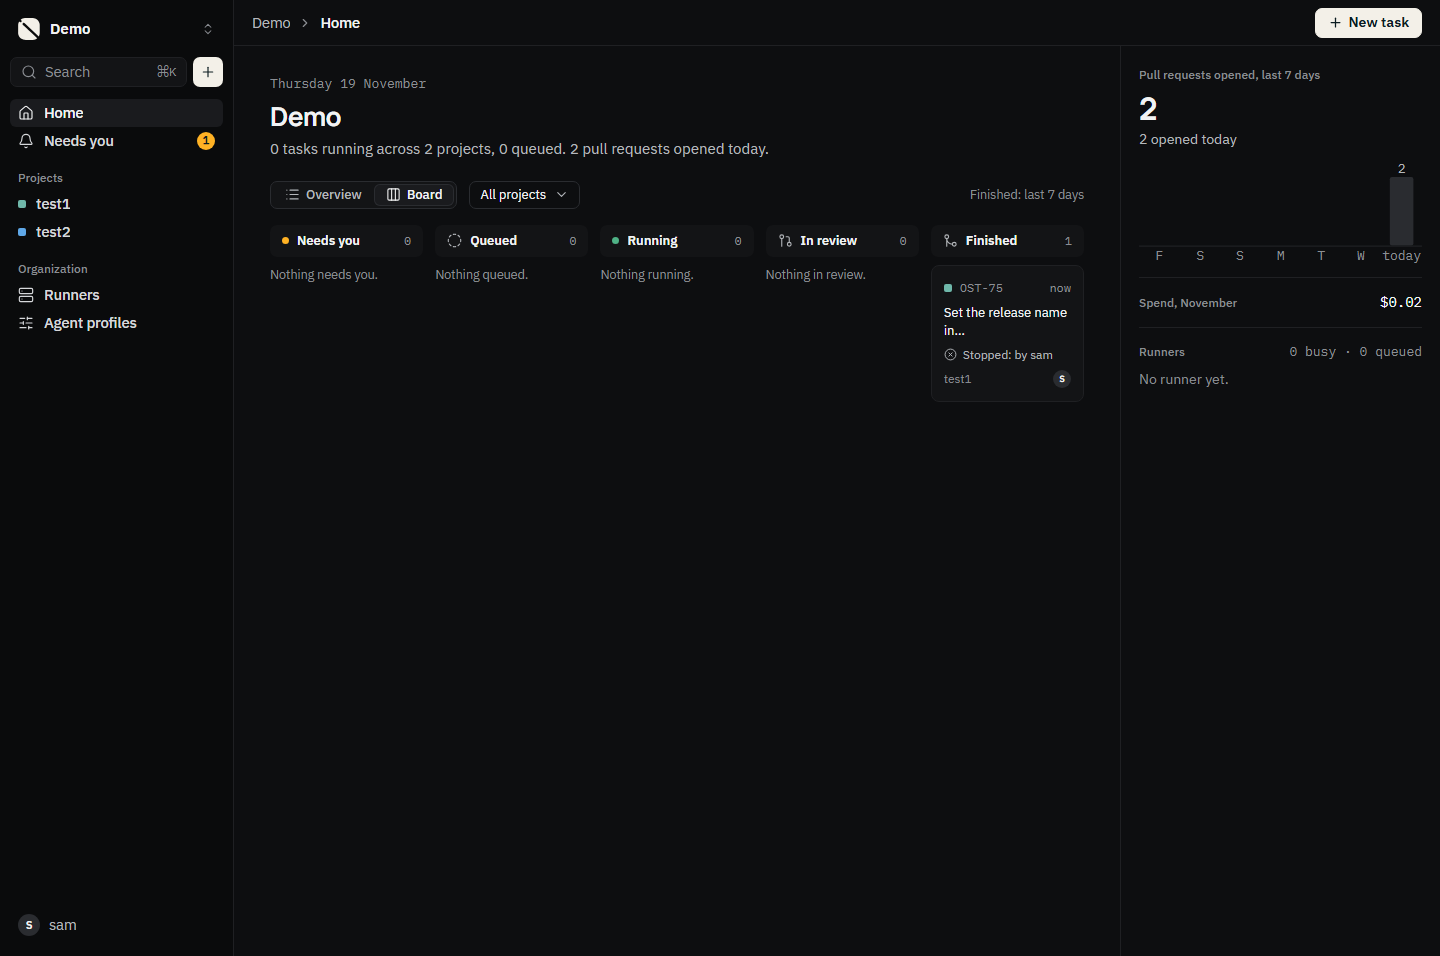 Demo
Search ⌘K
Home
Needs you 1
Projects
test1
test2
Organization
Runners
Agent profiles
S sam
Demo > Home
New task
Thursday 19 November
Demo
0 tasks running across 2 projects, 0 queued. 2 pull requests opened today.
Overview Board All projects Finished: last 7 days
Needs you 0
Nothing needs you.
Queued 0
Nothing queued.
Running 0
Nothing running.
In review 0
Nothing in review.
Finished 1
OST-75 now
Set the release name
in...
Stopped: by sam
test1 S
Pull requests opened, last 7 days
2
2 opened today
2
F S S M T W today
Spend, November $0.02
Runners 0 busy · 0 queued
No runner yet.